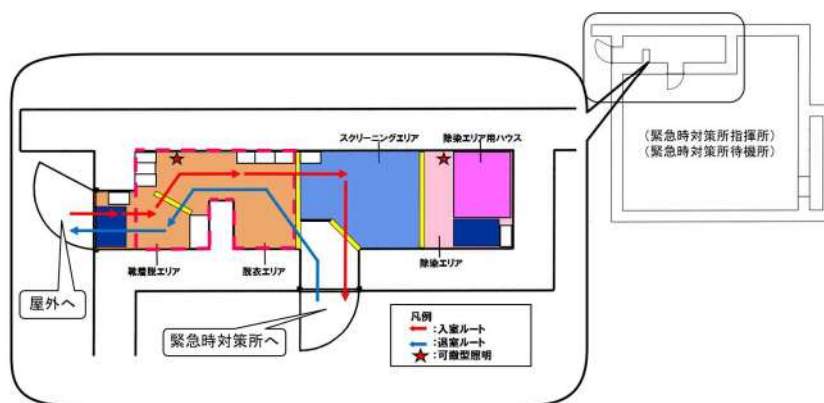 スクリーニングエリア
除染エリア用ハウス
(緊急時対策所指揮所)
(緊急時対策所待機所)
靴着脱エリア
脱衣エリア
除染エリア
屋外へ
緊急時対策所へ
凡例
:入室ルート
:退室ルート
:可搬型照明